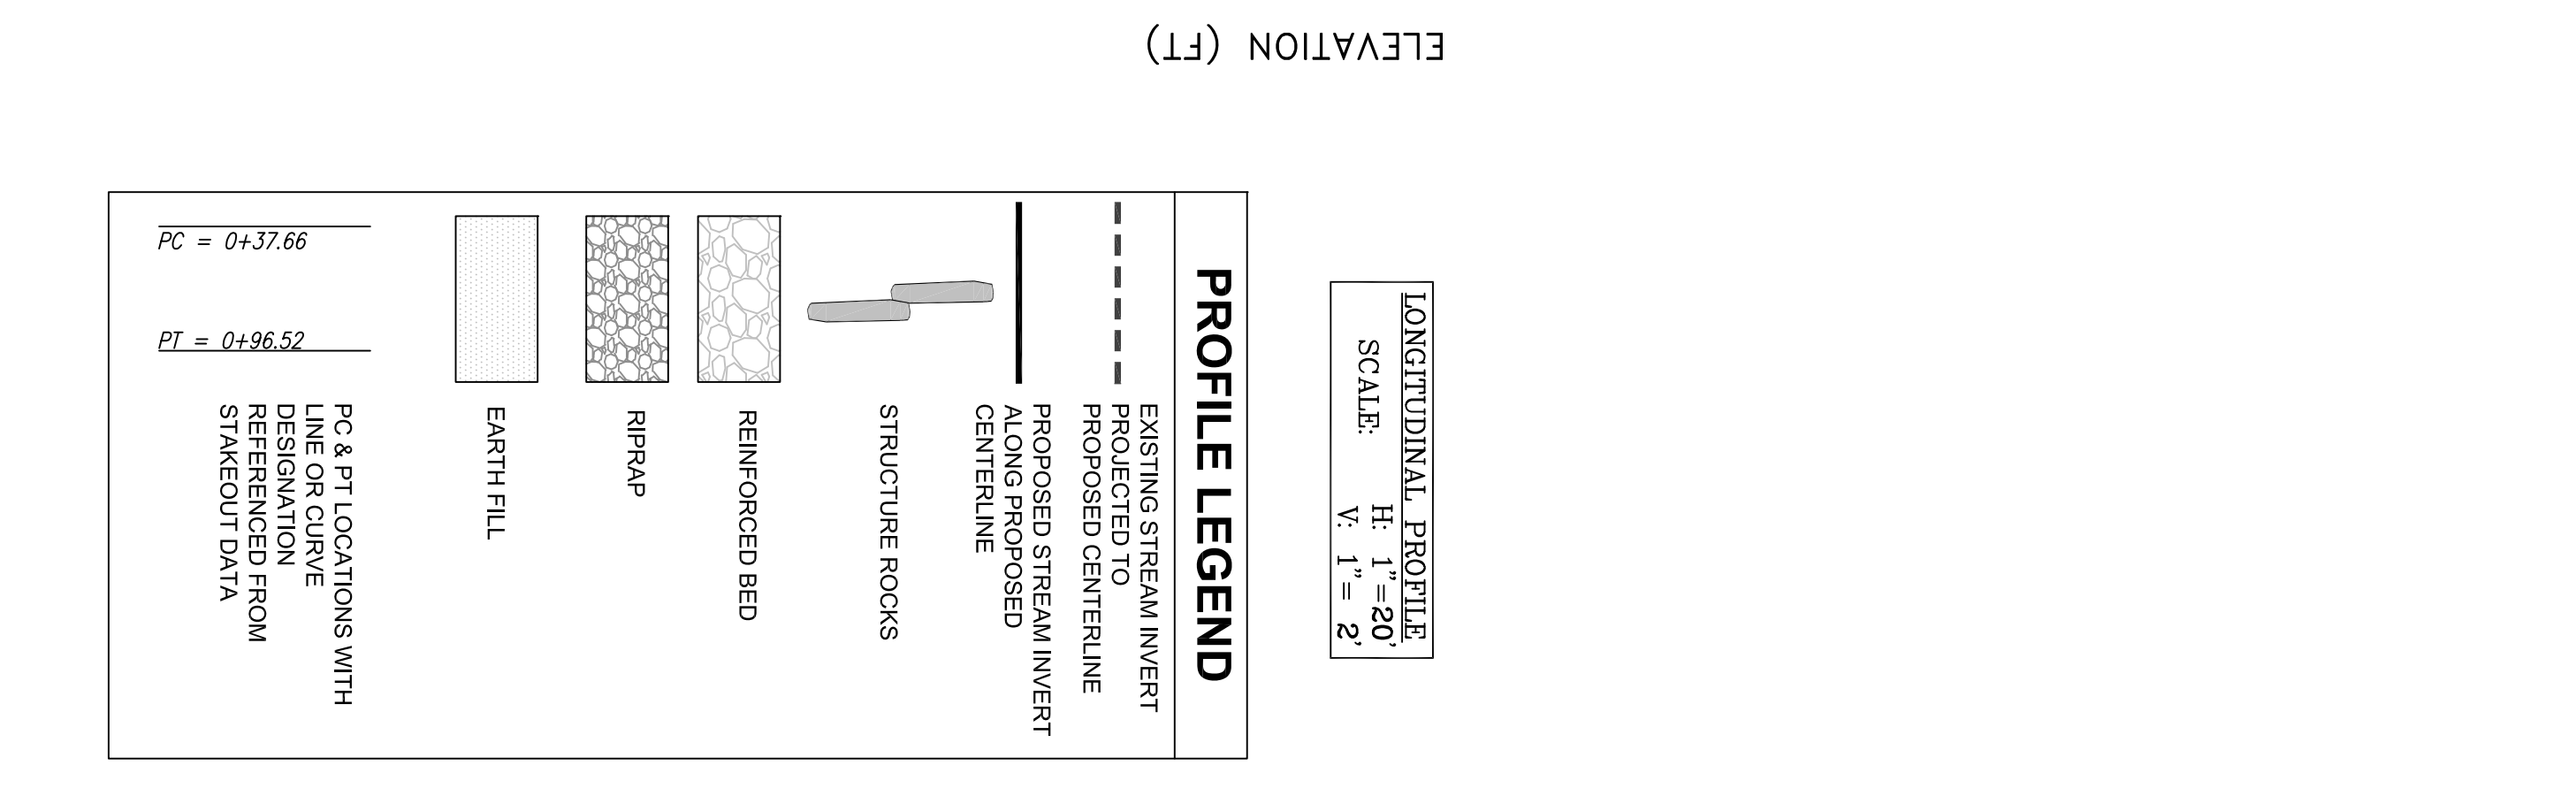 ELEVATION (FT)
LONGITUDINAL PROFILE
SCALE:
H: 1"=20'
V: 1"= 2'
PROFILE LEGEND
EXISTING STREAM INVERT
PROJECTED TO
PROPOSED CENTERLINE
PROPOSED STREAM INVERT
ALONG PROPOSED
CENTERLINE
STRUCTURE ROCKS
REINFORCED BED
RIPRAP
EARTH FILL
PC = 0+37.66
PT = 0+96.52
PC & PT LOCATIONS WITH
LINE OR CURVE
DESIGNATION
REFERENCED FROM
STAKEOUT DATA